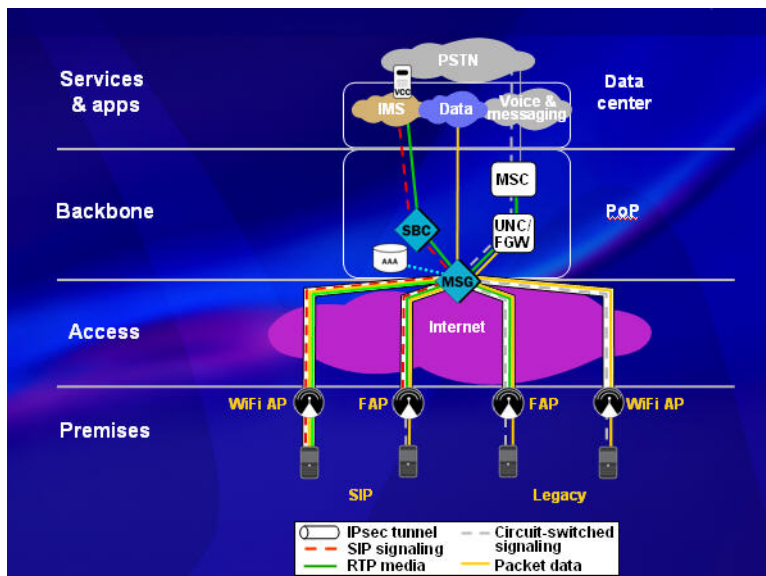 PSTN
Services
& apps
VCC
Data
center
IMS
Data
Voice &
messaging
MSC
Backbone
PoP
SBC
UNC/
FGW
AAA
MSG
Access
Internet
WiFi AP
FAP
FAP
WiFi AP
Premises
SIP
Legacy
IPsec tunnel
Circuit-switched
signaling
SIP signaling
RTP media
Packet data